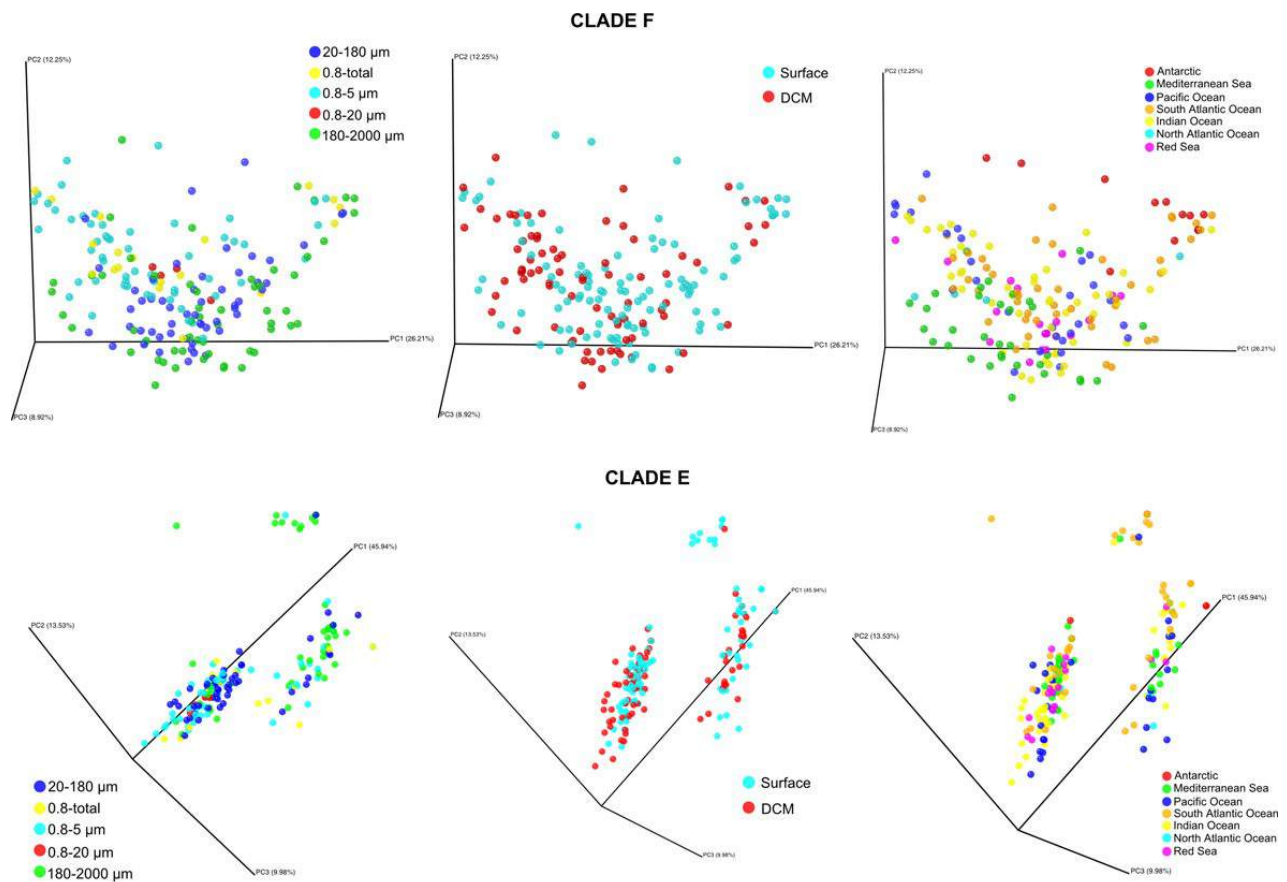 CLADE F
PC2 (12.25%)
20-180 µm
0.8-total
0.8-5 µm
0.8-20 µm
180-2000 µm
PC1 (26.21%)
PC3 (8.92%)
PC2 (12.25%)
Surface
DCM
PC1 (26.21%)
PC3 (8.92%)
PC2 (12.25%)
Antarctic
Mediterranean Sea
Pacific Ocean
South Atlantic Ocean
Indian Ocean
North Atlantic Ocean
Red Sea
PC1 (26.21%)
PC3 (8.92%)
CLADE E
PC1 (45.94%)
PC2 (13.53%)
20-180 µm
0.8-total
0.8-5 µm
0.8-20 µm
180-2000 µm
PC3 (9.98%)
PC1 (45.94%)
PC2 (13.53%)
Surface
DCM
PC3 (9.98%)
PC1 (45.94%)
PC2 (13.53%)
Antarctic
Mediterranean Sea
Pacific Ocean
South Atlantic Ocean
Indian Ocean
North Atlantic Ocean
Red Sea
PC3 (9.98%)